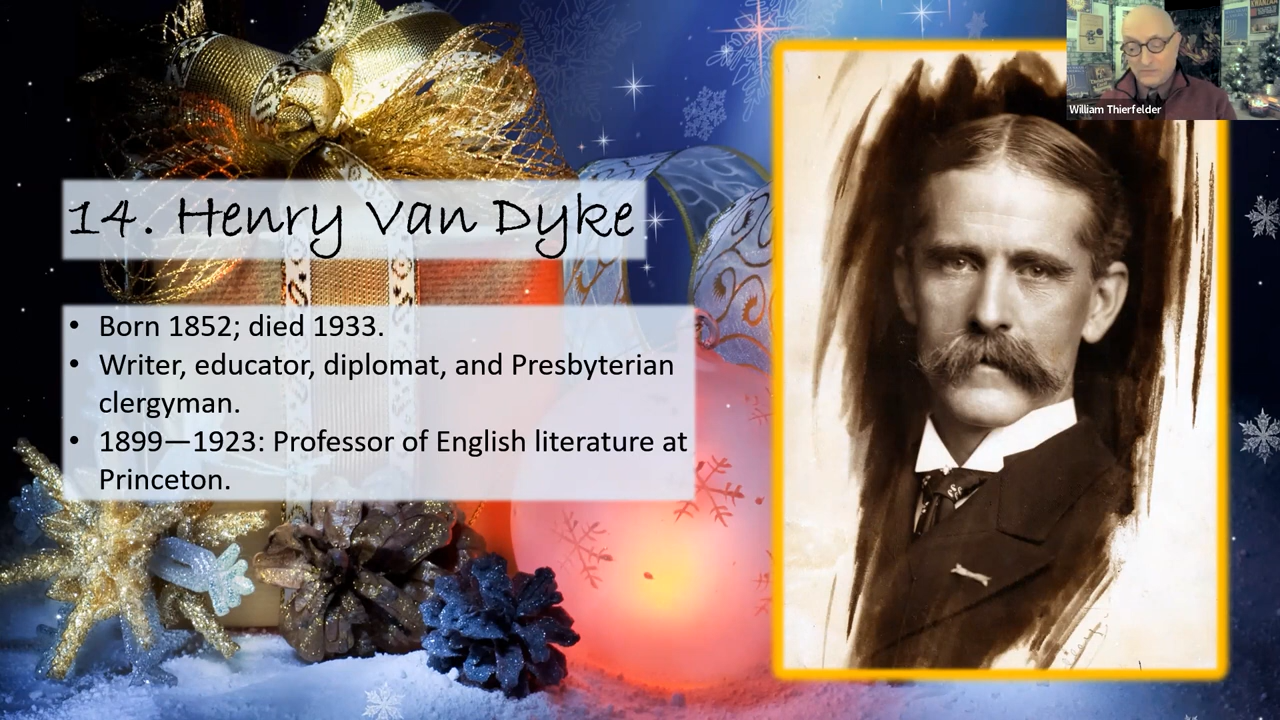 William Thierfelder
14. Henry Van Dyke
• Born 1852; died 1933.
• Writer, educator, diplomat, and Presbyterian
clergyman.
• 1899—1923: Professor of English literature at
Princeton.